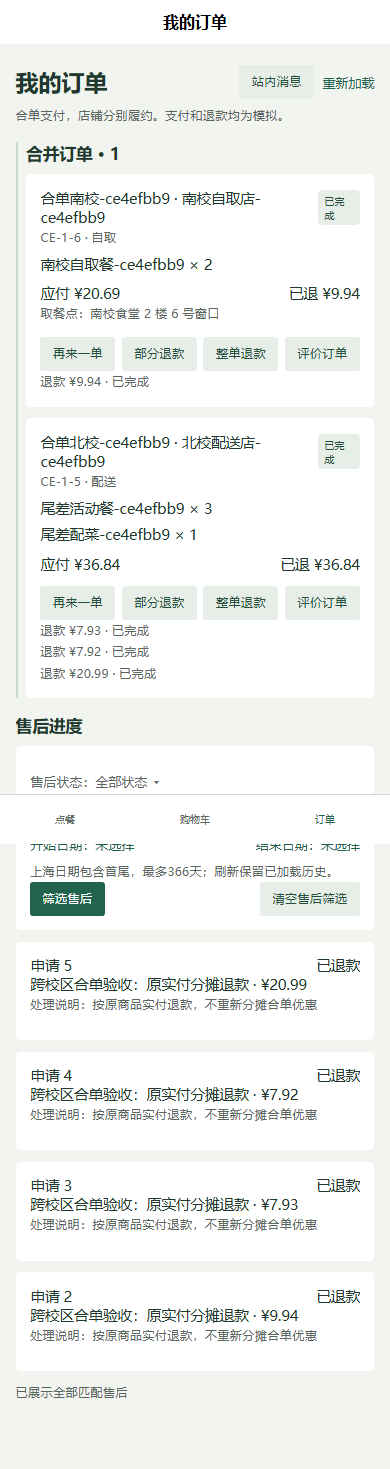 我的订单
我的订单
站内消息
重新加载
合单支付，店铺分别履约。支付和退款均为模拟。
合并订单 · 1
合单南校-ce4efbb9 · 南校自取店-
ce4efbb9
已完
成
CE-1-6 · 自取
南校自取餐-ce4efbb9 × 2
应付 ¥20.69
已退 ¥9.94
取餐点：南校食堂 2 楼 6 号窗口
再来一单
部分退款
整单退款
评价订单
退款 ¥9.94 · 已完成
合单北校-ce4efbb9 · 北校配送店-
ce4efbb9
已完
成
CE-1-5 · 配送
尾差活动餐-ce4efbb9 × 3
尾差配菜-ce4efbb9 × 1
应付 ¥36.84
已退 ¥36.84
再来一单
部分退款
整单退款
评价订单
退款 ¥7.93 · 已完成
退款 ¥7.92 · 已完成
退款 ¥20.99 · 已完成
售后进度
售后状态：全部状态
点餐
购物车
订单
开始日期：未选择
结束日期：未选择
上海日期包含首尾，最多366天；刷新保留已加载历史。
筛选售后
清空售后筛选
申请 5
已退款
跨校区合单验收：原实付分摊退款 · ¥20.99
处理说明：按原商品实付退款，不重新分摊合单优惠
申请 4
已退款
跨校区合单验收：原实付分摊退款 · ¥7.92
处理说明：按原商品实付退款，不重新分摊合单优惠
申请 3
已退款
跨校区合单验收：原实付分摊退款 · ¥7.93
处理说明：按原商品实付退款，不重新分摊合单优惠
申请 2
已退款
跨校区合单验收：原实付分摊退款 · ¥9.94
处理说明：按原商品实付退款，不重新分摊合单优惠
已展示全部匹配售后